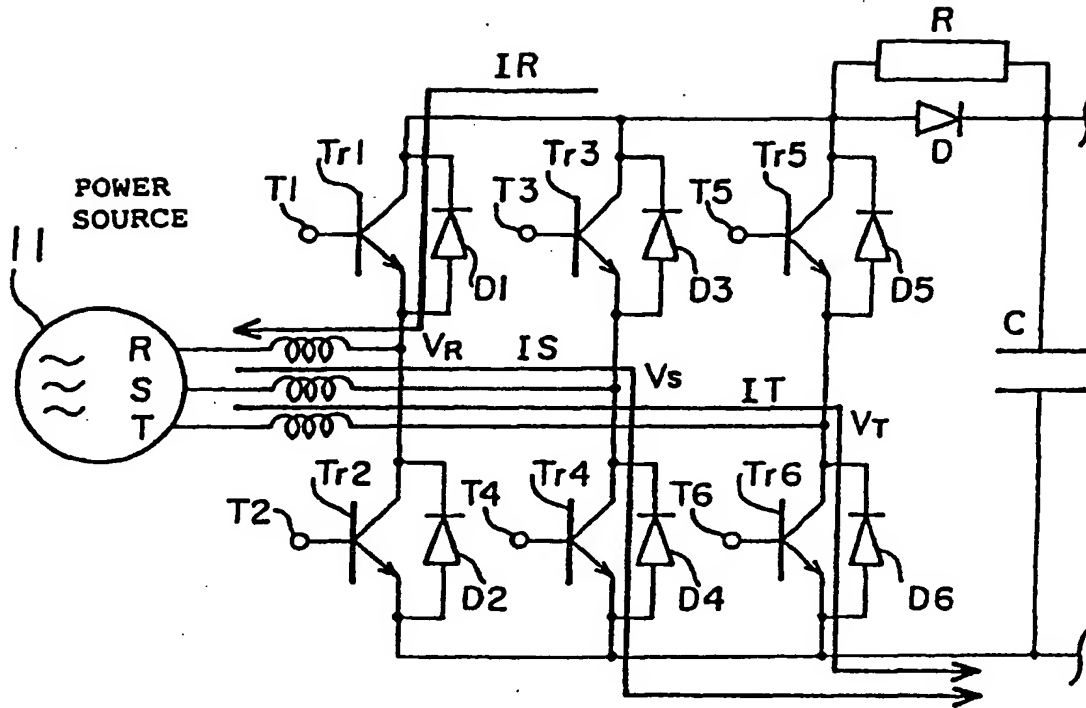 R
IR
D
Tr1
Tr3
Tr5
POWER
SOURCE
T1
T3
T5
11
D1
D3
D5
C
R
VR
IS
S
VS
IT
T
VT
Tr2
Tr4
Tr6
T2
T4
T6
D2
D4
D6